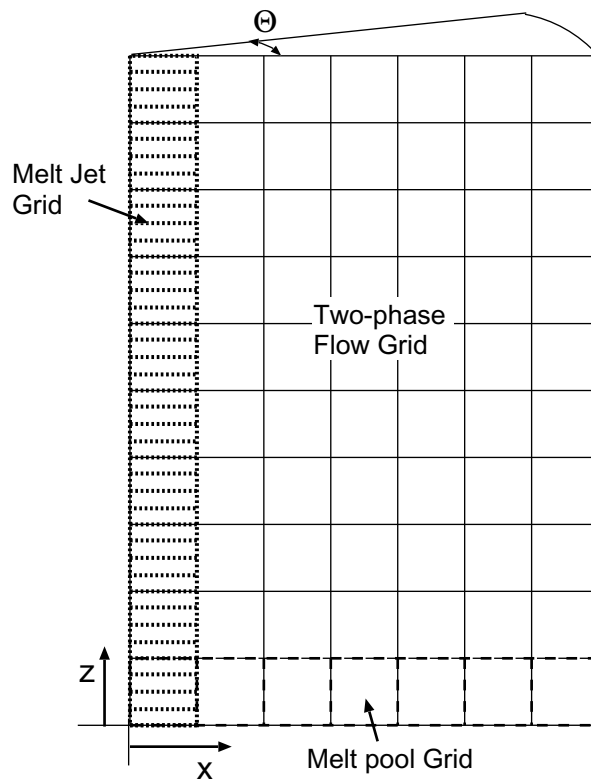 Θ
Melt Jet
Grid
Two-phase
Flow Grid
z
x
Melt pool Grid